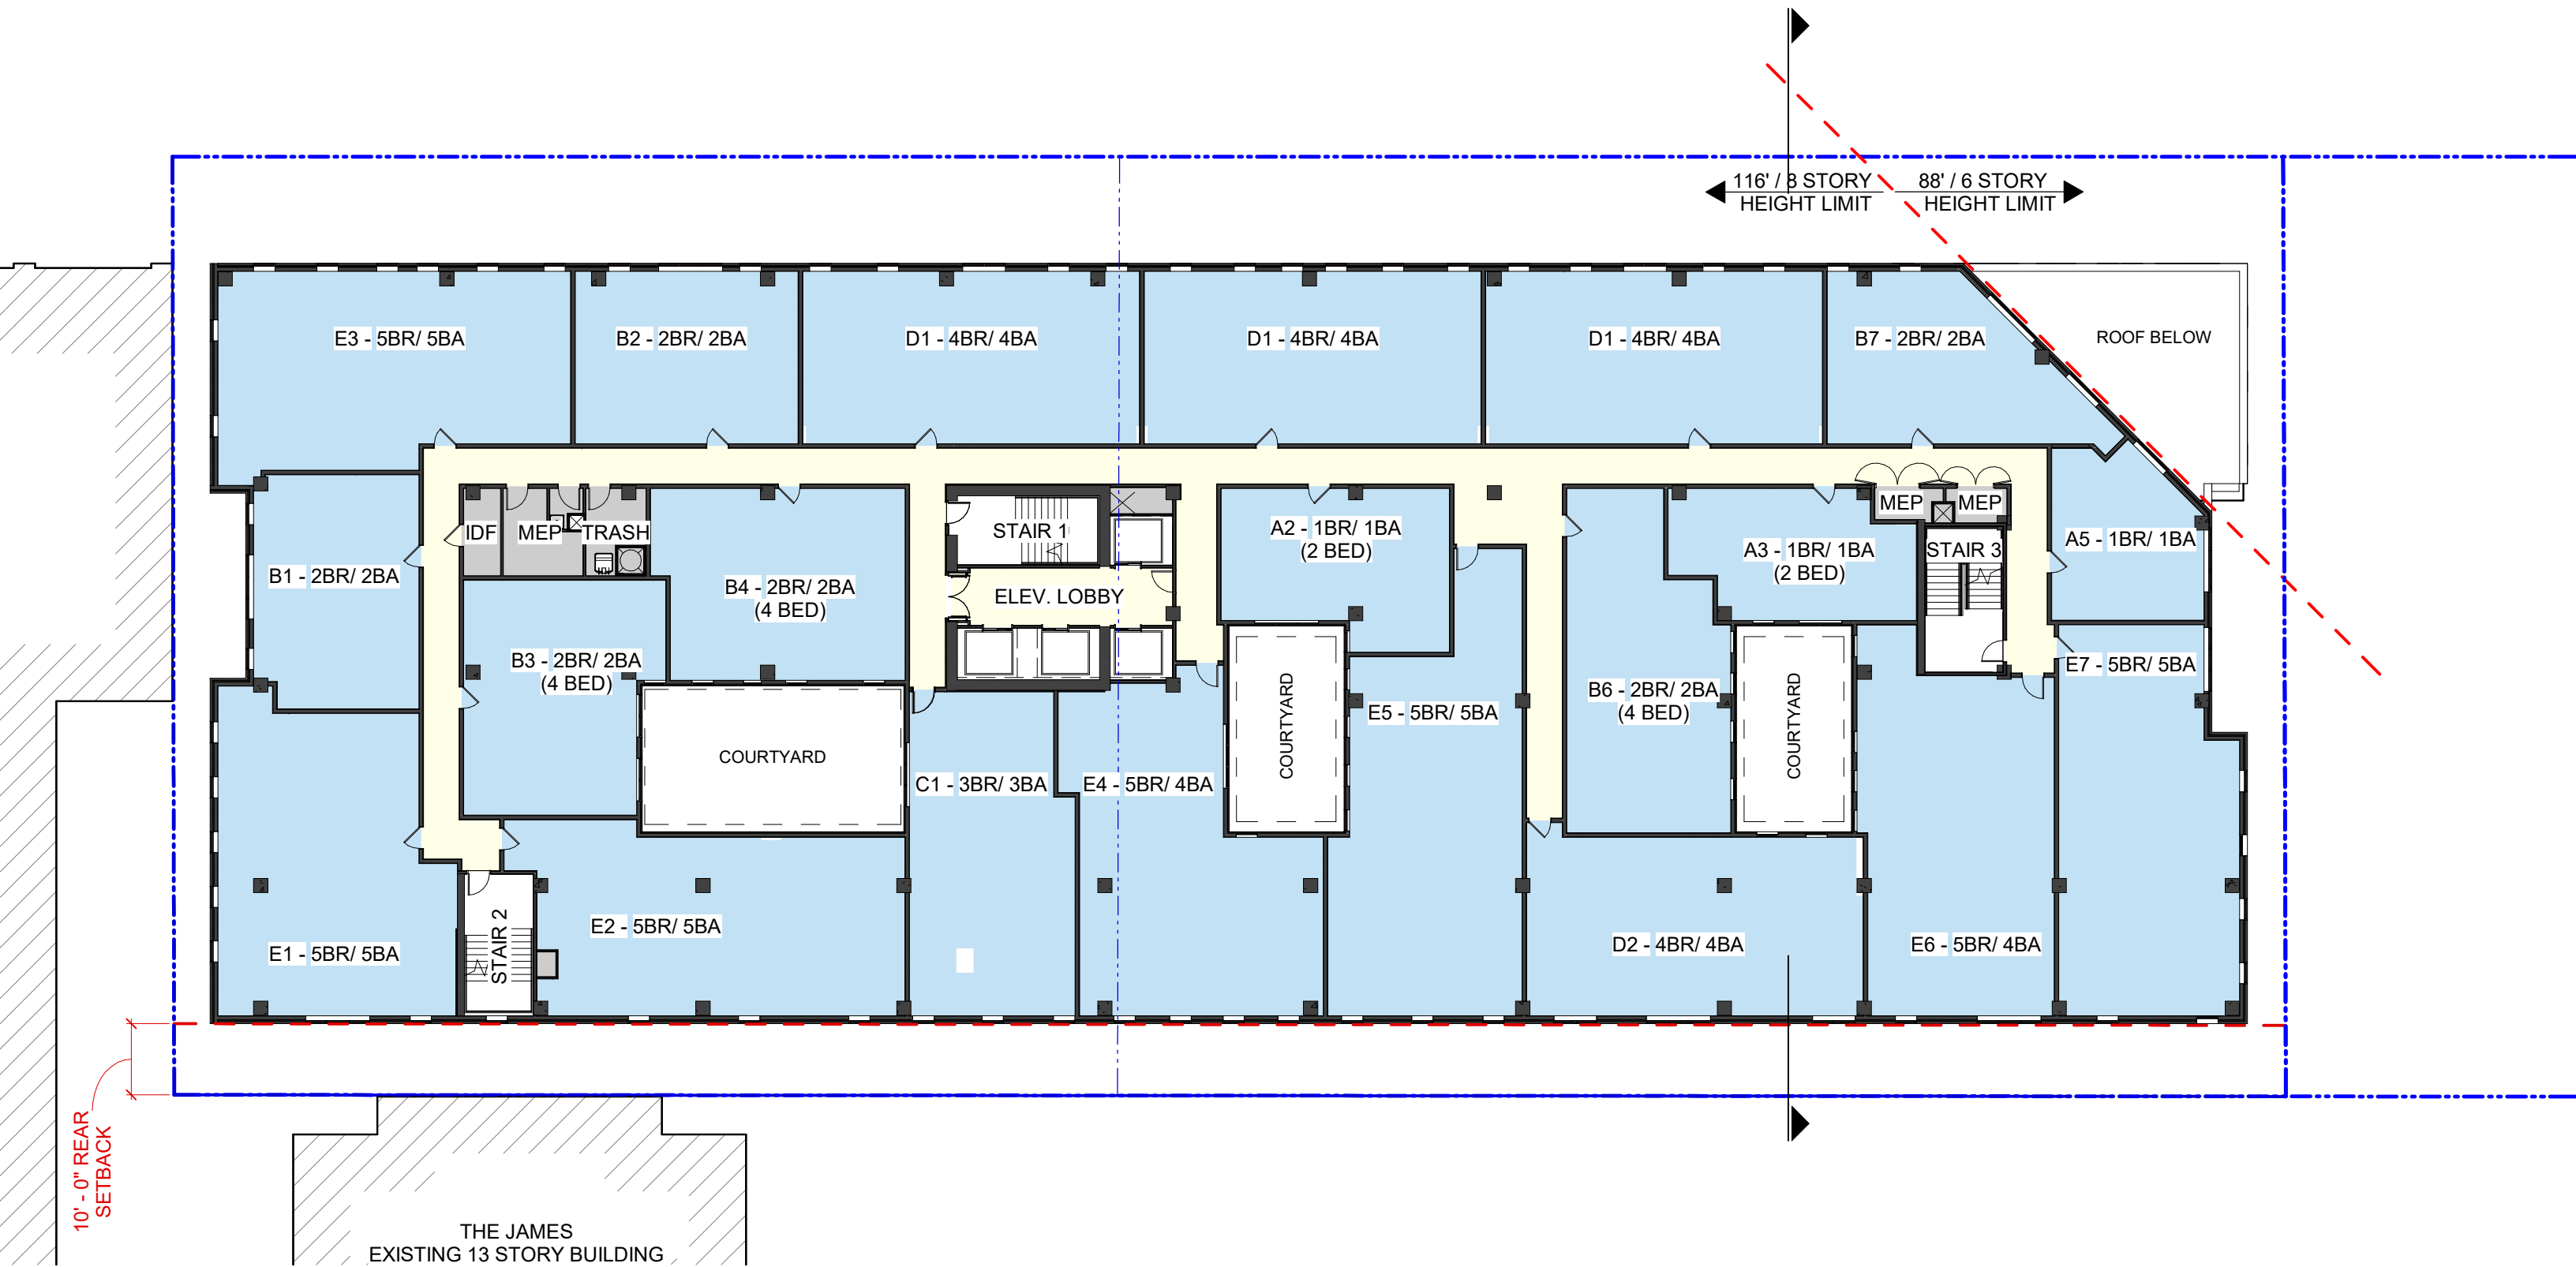 116' / 8 STORY
HEIGHT LIMIT
88' / 6 STORY
HEIGHT LIMIT
E3 - 5BR/ 5BA
B2 - 2BR/ 2BA
D1 - 4BR/ 4BA
D1 - 4BR/ 4BA
D1 - 4BR/ 4BA
B7 - 2BR/ 2BA
ROOF BELOW
IDF
MEP
TRASH
STAIR 1
A2 - 1BR/ 1BA
(2 BED)
MEP
MEP
A3 - 1BR/ 1BA
(2 BED)
STAIR 3
A5 - 1BR/ 1BA
B1 - 2BR/ 2BA
B4 - 2BR/ 2BA
(4 BED)
ELEV. LOBBY
B3 - 2BR/ 2BA
(4 BED)
E7 - 5BR/ 5BA
B6 - 2BR/ 2BA
(4 BED)
E5 - 5BR/ 5BA
COURTYARD
COURTYARD
COURTYARD
C1 - 3BR/ 3BA
E4 - 5BR/ 4BA
E1 - 5BR/ 5BA
STAIR 2
E2 - 5BR/ 5BA
D2 - 4BR/ 4BA
E6 - 5BR/ 4BA
10' - 0" REAR
SETBACK
THE JAMES
EXISTING 13 STORY BUILDING